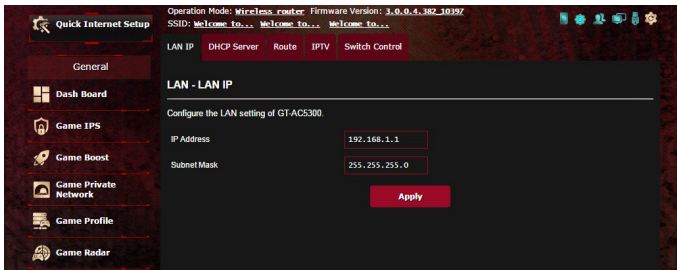 Quick Internet Setup
General
Dash Board
Game IPS
Game Boost
Game Private
Network
Game Profile
Game Radar
Operation Mode: Wireless router Firmware Version: 3.0.0.4.382_10397
SSID: Welcome to... Welcome to... Welcome to...
LAN IP DHCP Server Route IPTV Switch Control
LAN - LAN IP
Configure the LAN setting of GT-AC5300.
IP Address 192.168.1.1
Subnet Mask 255.255.255.0
Apply